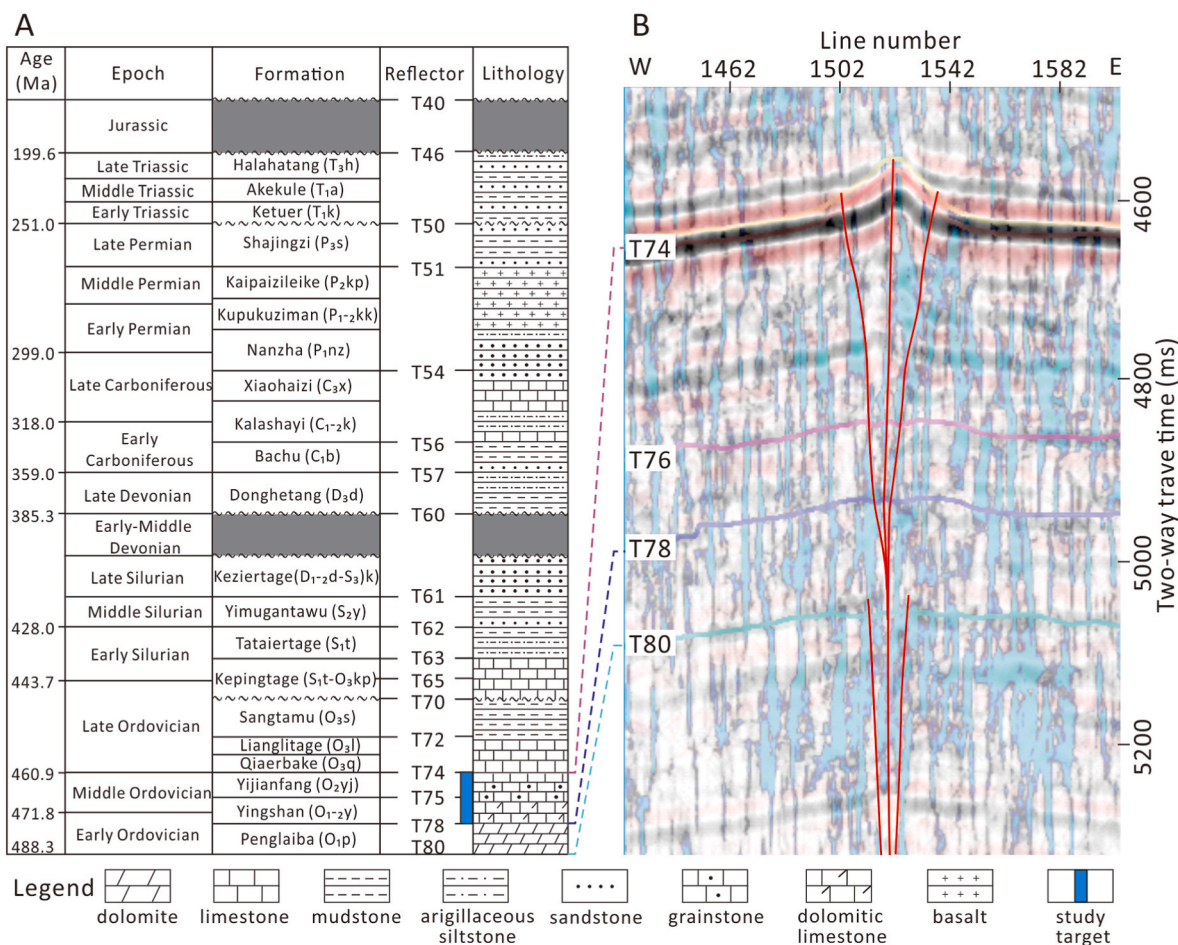 A
Age
(Ma)
Epoch
Formation
Reflector
Lithology
T40
Jurassic
199.6
T46
Late Triassic
Halahatang (T₃h)
Middle Triassic
Akekule (T₁a)
Early Triassic
Ketuer (T₁k)
251.0
T50
Late Permian
Shajingzi (P₃s)
T51
Middle Permian
Kaipaizileike (P₂kp)
Kupukuziman (P₁-₂kk)
Early Permian
299.0
Nanzha (P₁nz)
T54
Late Carboniferous
Xiaohaizi (C₃x)
318.0
Kalashayi (C₁-₂k)
T56
Early
Carboniferous
Bachu (C₁b)
359.0
T57
Late Devonian
Donghetang (D₃d)
385.3
T60
Early-Middle
Devonian
Late Silurian
Keziertage(D₁-₂d-S₃)k)
T61
Middle Silurian
Yimugantawu (S₂y)
428.0
T62
Early Silurian
Tataiertage (S₁t)
T63
443.7
Kepingtage (S₁t-O₃kp)
T65
T70
Late Ordovician
Sangtamu (O₃s)
T72
Lianglitage (O₃l)
Qiaerbake (O₃q)
460.9
T74
Middle Ordovician
Yijianfang (O₂yj)
T75
471.8
Yingshan (O₁-₂y)
T78
Early Ordovician
Penglaiba (O₁p)
488.3
T80
B
Line number
W 1462 1502 1542 1582 E
T74
T76
T78
T80
4600
4800
5000
5200
Two-way trave time (ms)
Legend
dolomite
limestone
mudstone
arigillaceous
siltstone
sandstone
grainstone
dolomitic
limestone
basalt
study
target